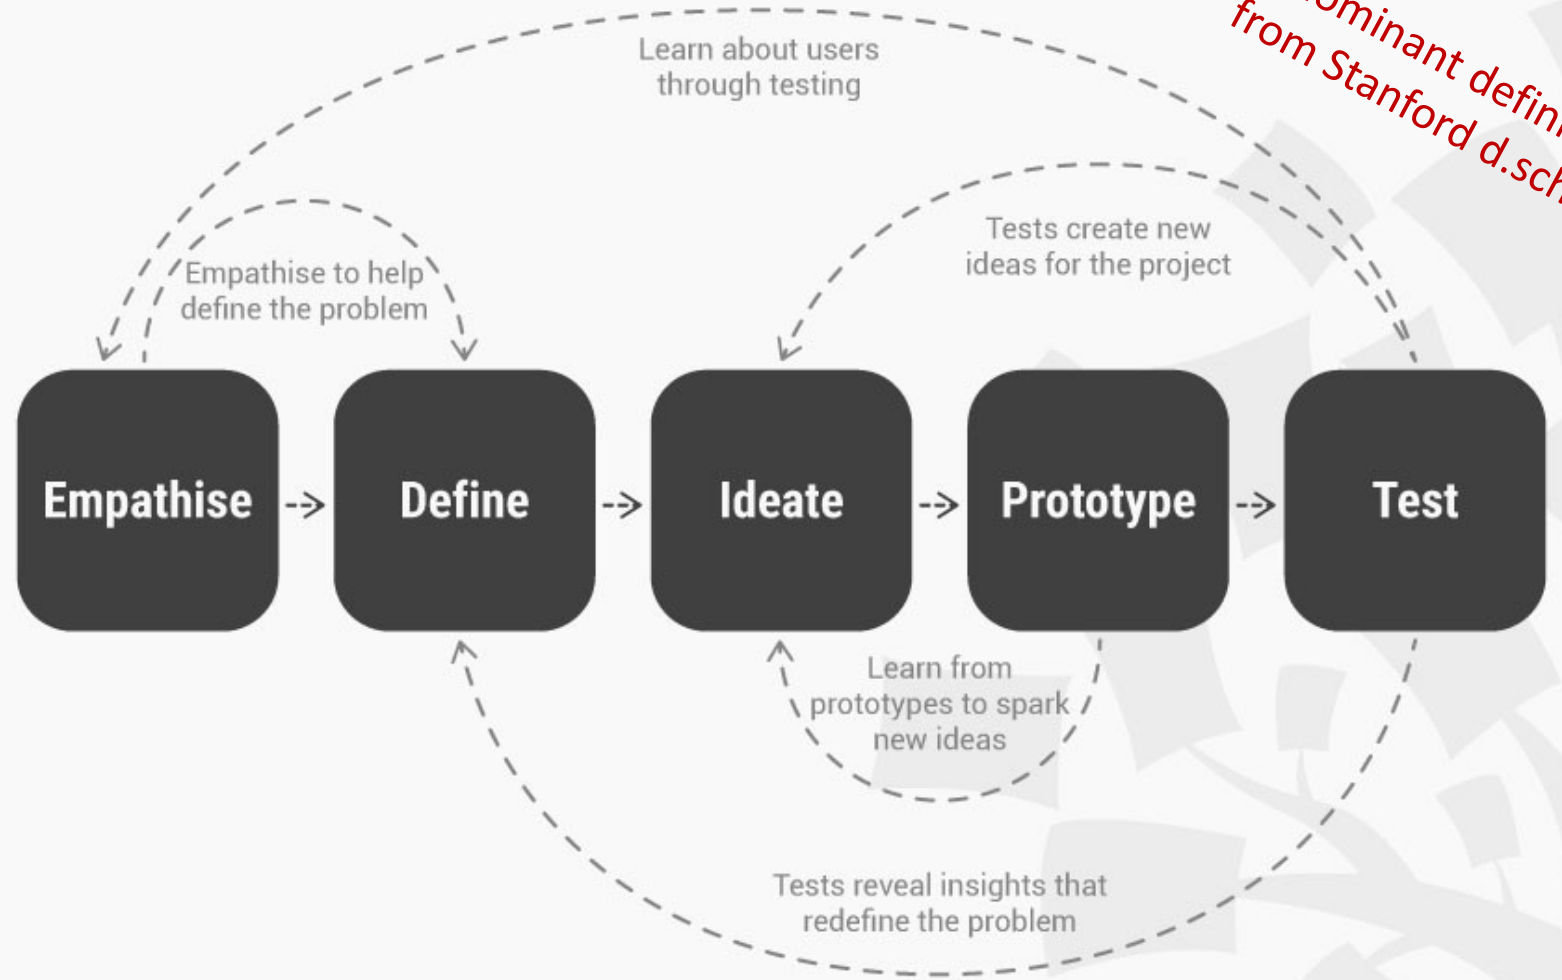 Learn about users
through testing
from Stanford
Tests create new
ideas for the project
Empathise to help
define the problem
Empathise
Define
Ideate
Prototype
Test
Learn from
prototypes to spark
new ideas
Tests reveal insights that
redefine the problem